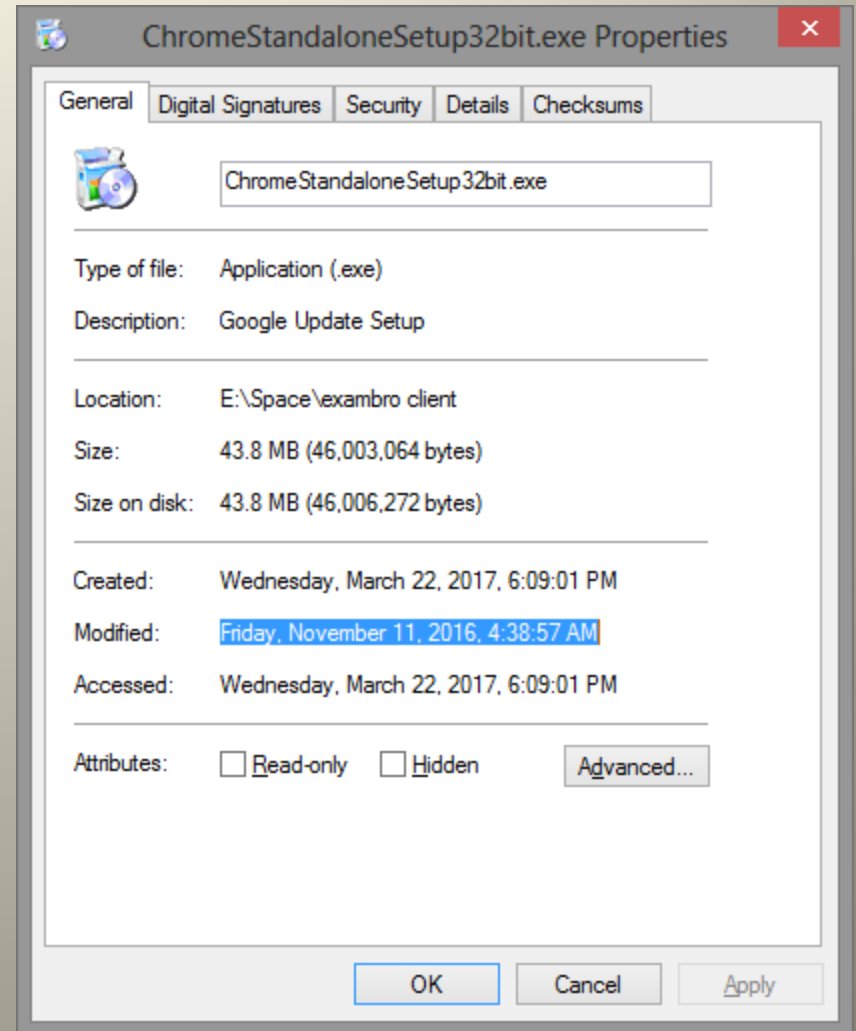 ChromeStandaloneSetup32bit.exe Properties
General Digital Signatures Security Details Checksums
ChromeStandaloneSetup32bit.exe
Type of file: Application (.exe)
Description: Google Update Setup
Location: E:\Space\exambro client
Size: 43.8 MB (46,003,064 bytes)
Size on disk: 43.8 MB (46,006,272 bytes)
Created: Wednesday, March 22, 2017, 6:09:01 PM
Modified: Friday, November 11, 2016, 4:38:57 AM
Accessed: Wednesday, March 22, 2017, 6:09:01 PM
Attributes: Read-only Hidden Advanced...
OK Cancel Apply